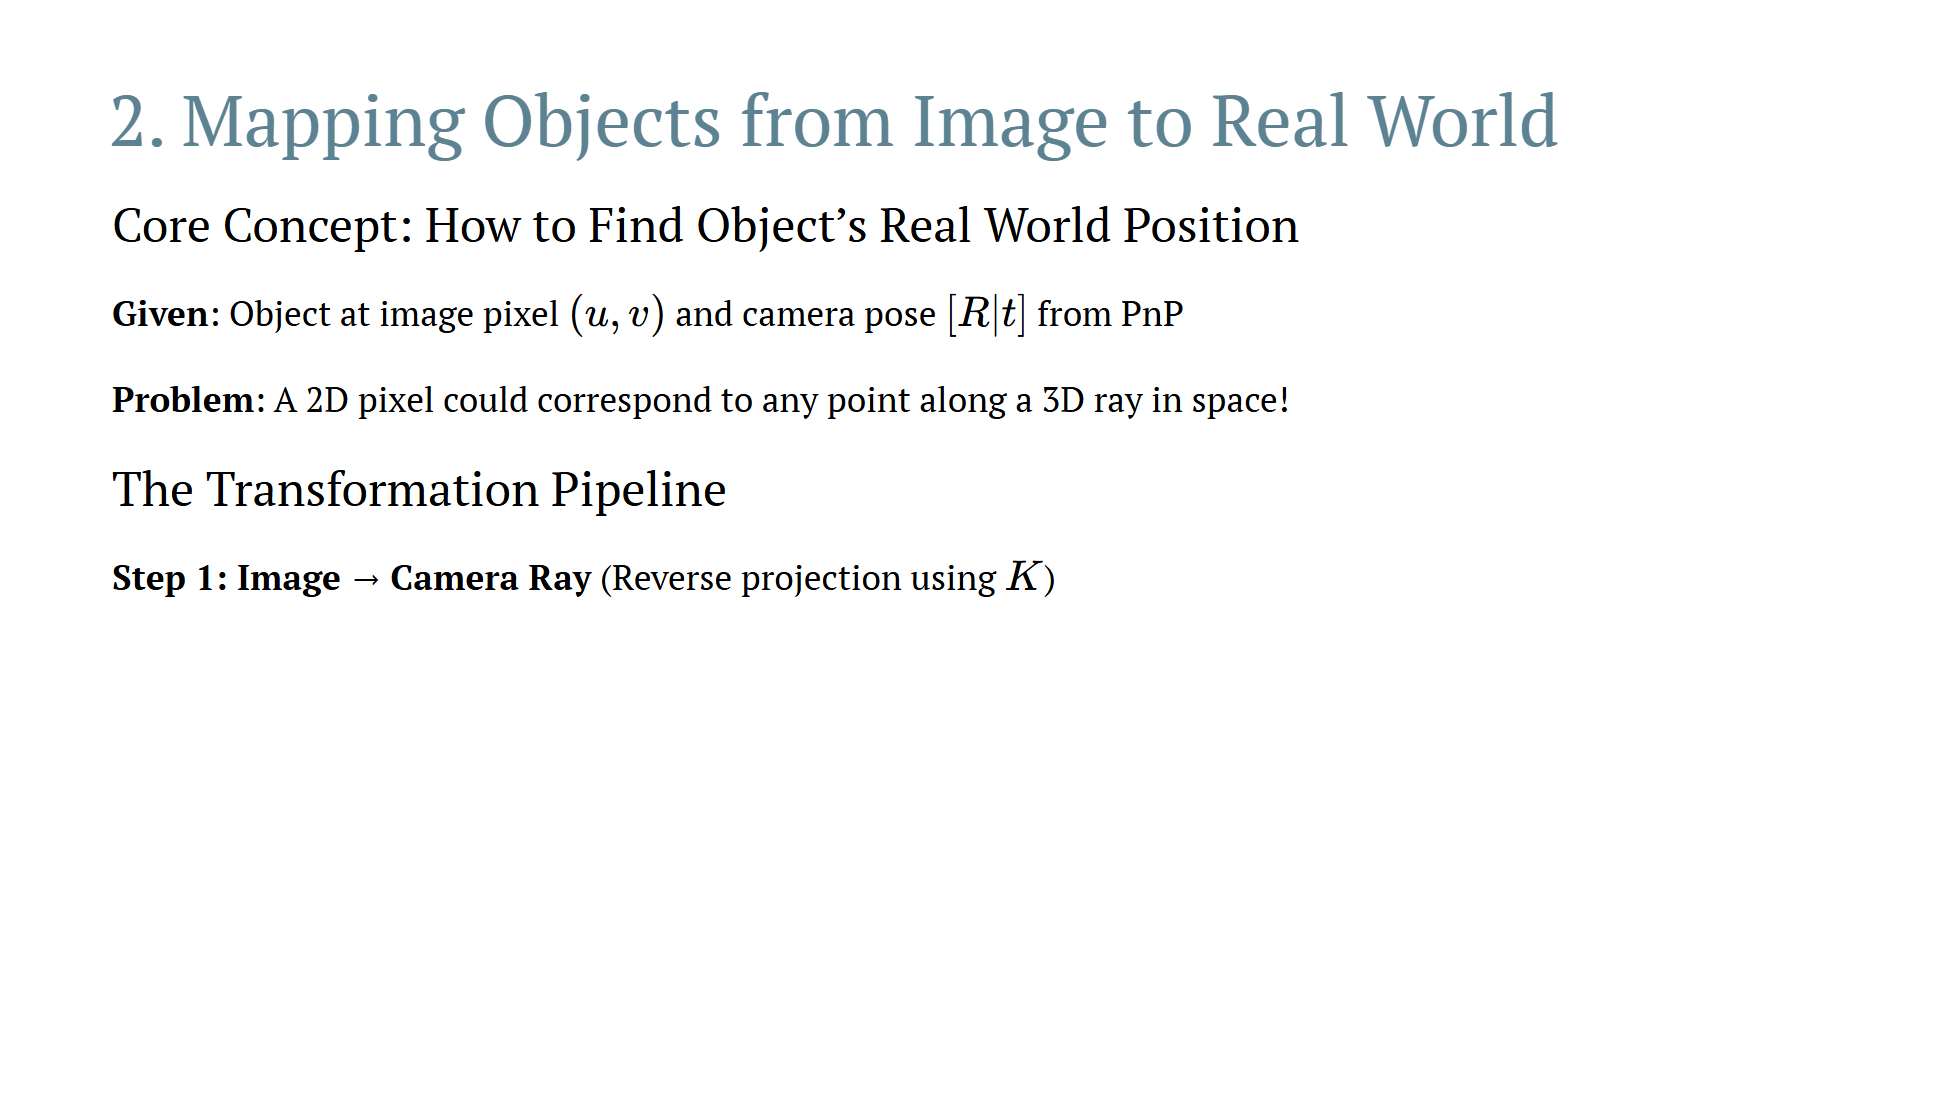 2. Mapping Objects from Image to Real World
Core Concept: How to Find Object’s Real World Position
Given: Object at image pixel (u, v) and camera pose [R|t] from PnP
Problem: A 2D pixel could correspond to any point along a 3D ray in space!
The Transformation Pipeline
Step 1: Image → Camera Ray (Reverse projection using K)